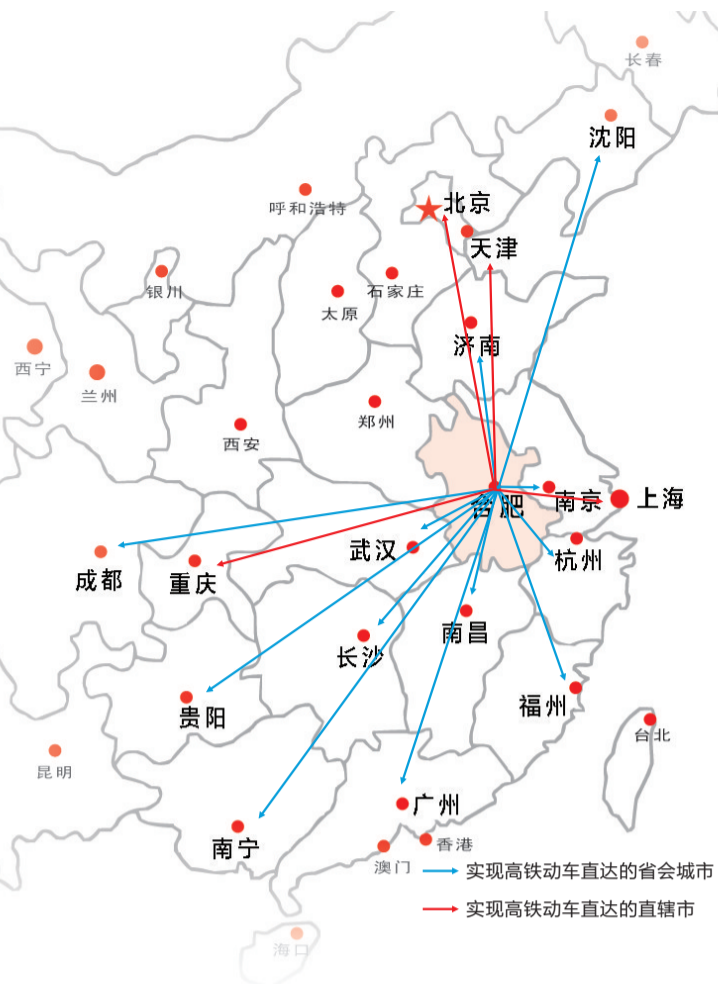 长春
沈阳
北京
呼和浩特
天津
石家庄
银川
太原
济南
西宁
兰州
郑州
西安
合肥
南京
上海
武汉
杭州
成都
重庆
南昌
长沙
福州
贵阳
台北
昆明
广州
南宁
香港
澳门
实现高铁动车直达的省会城市
实现高铁动车直达的直辖市
海口